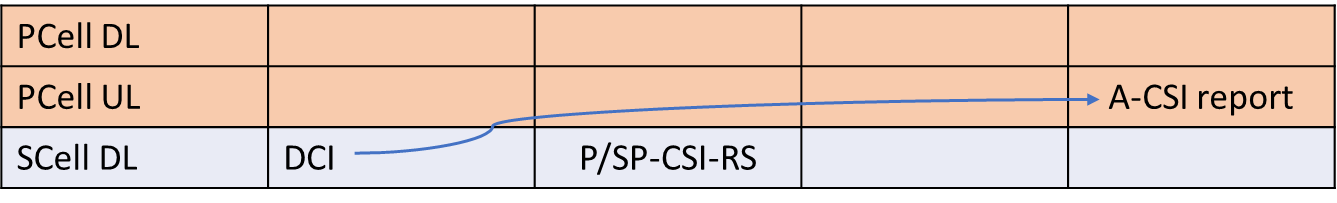 PCell DL
PCell UL
A-CSI report
SCell DL
DCI
P/SP-CSI-RS